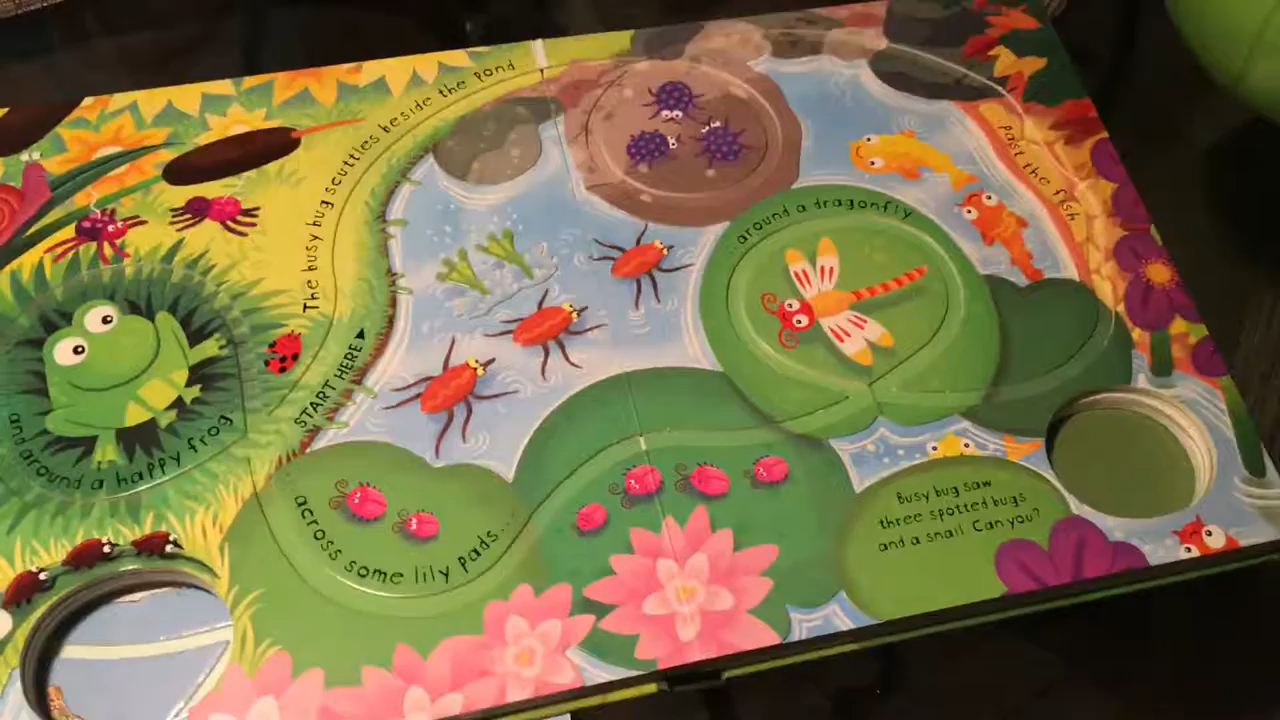 START HERE
The busy bug scuttles beside the pond
past the fish
...around a dragonfly
across some lily pads...
and around a happy frog
Busy bug saw
three spotted bugs
and a snail. Can you?